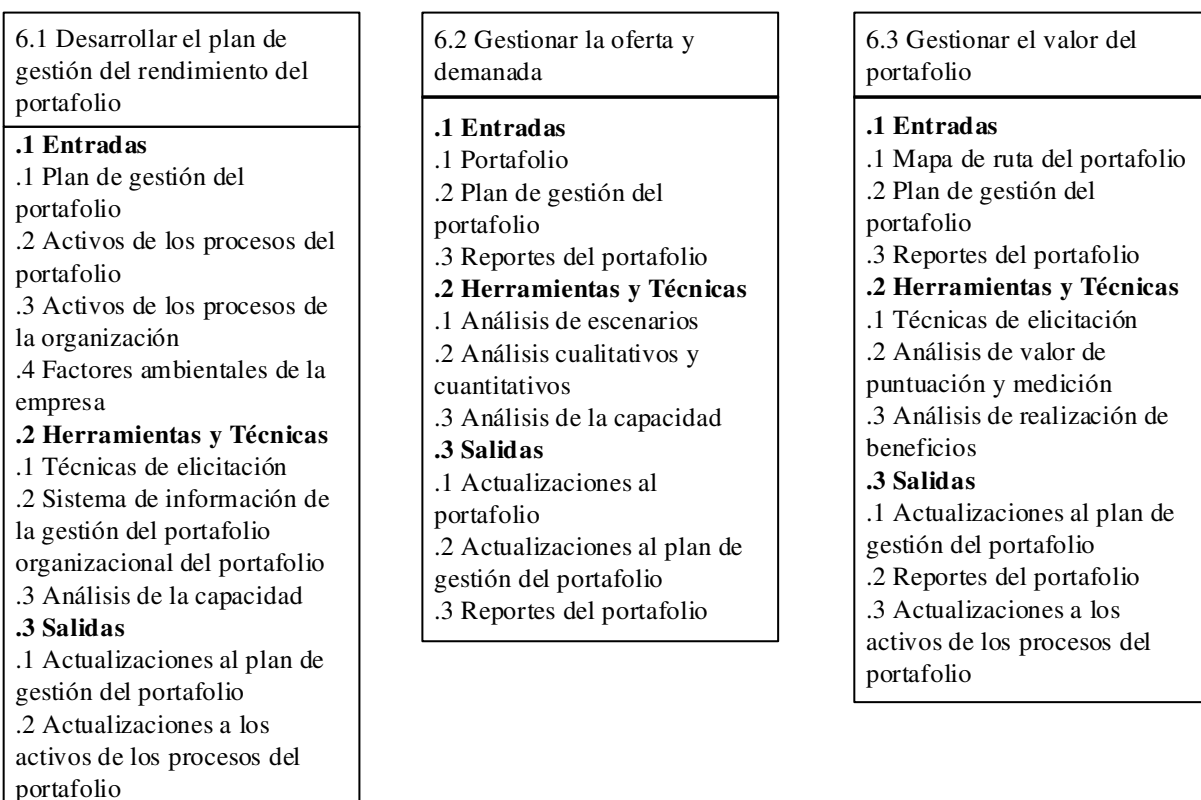 6.1 Desarrollar el plan de
gestión del rendimiento del
portafolio
.1 Entradas
.1 Plan de gestión del
portafolio
.2 Activos de los procesos del
portafolio
.3 Activos de los procesos de
la organización
.4 Factores ambientales de la
empresa
.2 Herramientas y Técnicas
.1 Técnicas de elicitación
.2 Sistema de información de
la gestión del portafolio
organizacional del portafolio
.3 Análisis de la capacidad
.3 Salidas
.1 Actualizaciones al plan de
gestión del portafolio
.2 Actualizaciones a los
activos de los procesos del
portafolio
6.2 Gestionar la oferta y
demanada
.1 Entradas
.1 Portafolio
.2 Plan de gestión del
portafolio
.3 Reportes del portafolio
.2 Herramientas y Técnicas
.1 Análisis de escenarios
.2 Análisis cualitativos y
cuantitativos
.3 Análisis de la capacidad
.3 Salidas
.1 Actualizaciones al
portafolio
.2 Actualizaciones al plan de
gestión del portafolio
.3 Reportes del portafolio
6.3 Gestionar el valor del
portafolio
.1 Entradas
.1 Mapa de ruta del portafolio
.2 Plan de gestión del
portafolio
.3 Reportes del portafolio
.2 Herramientas y Técnicas
.1 Técnicas de elicitación
.2 Análisis de valor de
puntuación y medición
.3 Análisis de realización de
beneficios
.3 Salidas
.1 Actualizaciones al plan de
gestión del portafolio
.2 Reportes del portafolio
.3 Actualizaciones a los
activos de los procesos del
portafolio